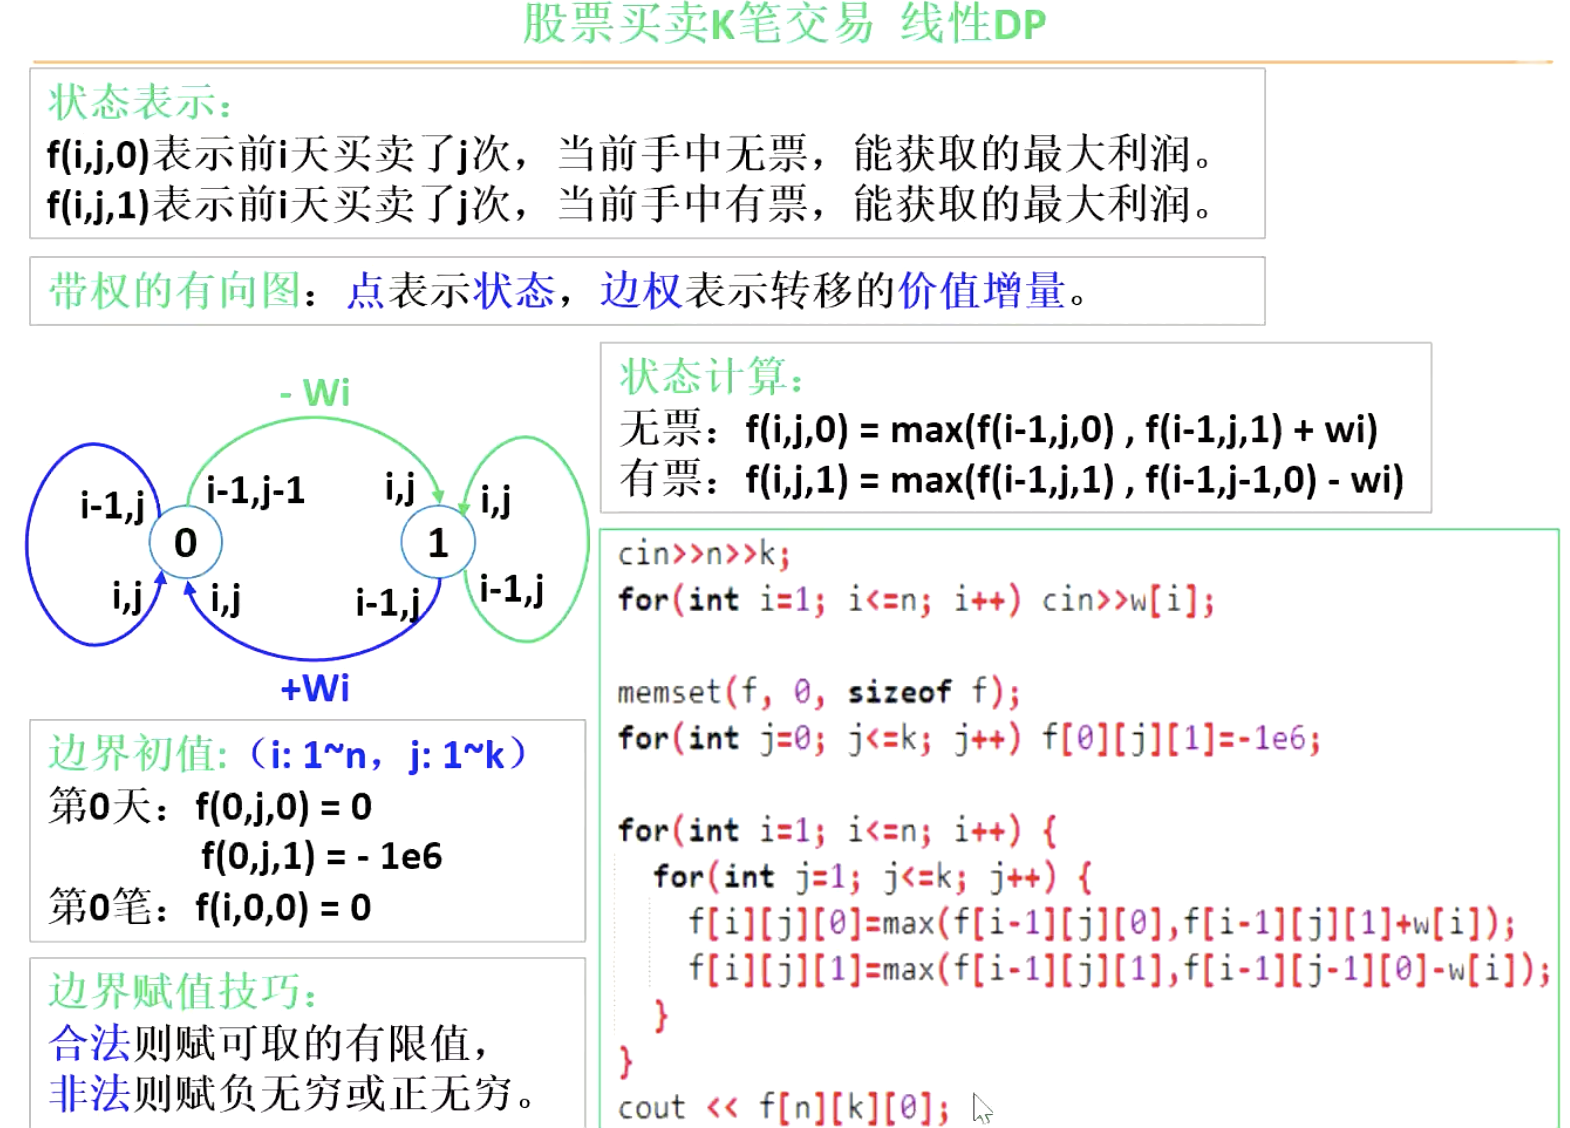 股票买卖K笔交易 线性DP
状态表示：
f(i,j,0)表示前i天买卖了j次，当前手中无票，能获取的最大利润。
f(i,j,1)表示前i天买卖了j次，当前手中有票，能获取的最大利润。
带权的有向图：点表示状态，边权表示转移的价值增量。
- Wi
i-1,j
i-1,j-1
i,j
i,j
0
1
i,j
i,j
i-1,j
i-1,j
+Wi
状态计算：
无票：f(i,j,0) = max(f(i-1,j,0) , f(i-1,j,1) + wi)
有票：f(i,j,1) = max(f(i-1,j,1) , f(i-1,j-1,0) - wi)
边界初值:（i: 1~n，j: 1~k）
第0天：f(0,j,0) = 0
f(0,j,1) = - 1e6
第0笔：f(i,0,0) = 0
边界赋值技巧：
合法则赋可取的有限值，
非法则赋负无穷或正无穷。
cin>>n>>k;
for(int i=1; i<=n; i++) cin>>w[i];
memset(f, 0, sizeof f);
for(int j=0; j<=k; j++) f[0][j][1]=-1e6;
for(int i=1; i<=n; i++) {
for(int j=1; j<=k; j++) {
f[i][j][0]=max(f[i-1][j][0],f[i-1][j][1]+w[i]);
f[i][j][1]=max(f[i-1][j][1],f[i-1][j-1][0]-w[i]);
}
}
cout << f[n][k][0];